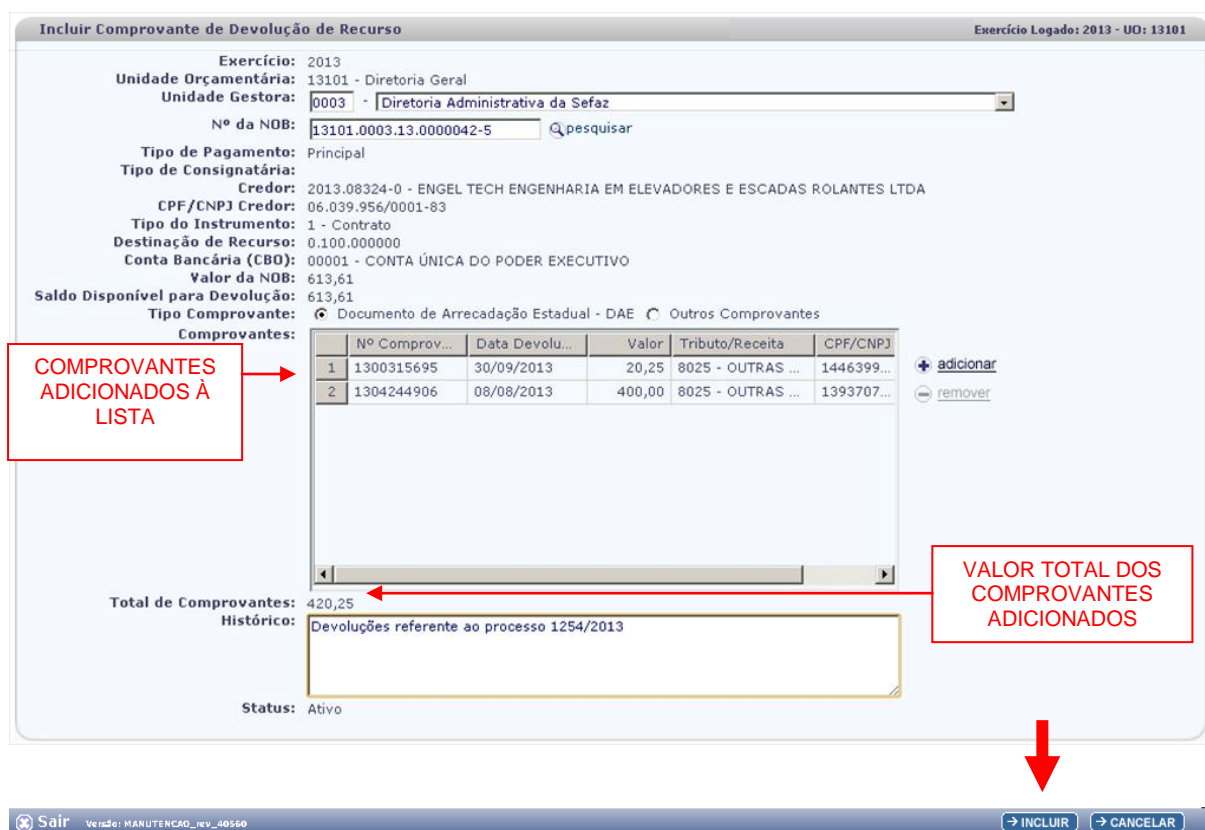 Incluir Comprovante de Devolução de Recurso Exercício Logado: 2013 - UO: 13101
Exercício: 2013
Unidade Orçamentária: 13101 - Diretoria Geral
Unidade Gestora: 0003 - Diretoria Administrativa da Sefaz
Nº da NOB: 13101.0003.13.0000042-5 pesquisar
Tipo de Pagamento: Principal
Tipo de Consignatária:
Credor: 2013.08324-0 - ENGEL TECH ENGENHARIA EM ELEVADORES E ESCADAS ROLANTES LTDA
CPF/CNPJ Credor: 06.039.956/0001-83
Tipo do Instrumento: 1 - Contrato
Destinação de Recurso: 0.100.000000
Conta Bancária (CBO): 00001 - CONTA ÚNICA DO PODER EXECUTIVO
Valor da NOB: 613,61
Saldo Disponível para Devolução: 613,61
Tipo Comprovante: Documento de Arrecadação Estadual - DAE Outros Comprovantes
Comprovantes:
Nº Comprov... Data Devolu... Valor Tributo/Receita CPF/CNPJ
1 1300315695 30/09/2013 20,25 8025 - OUTRAS ... 1446399...
2 1304244906 08/08/2013 400,00 8025 - OUTRAS ... 1393707...
adicionar
remover
COMPROVANTES
ADICIONADOS À
LISTA
VALOR TOTAL DOS
COMPROVANTES
ADICIONADOS
Total de Comprovantes: 420,25
Histórico: Devoluções referente ao processo 1254/2013
Status: Ativo
Sair Versão: MANUTENCAO_rev_40560 INCLUIR CANCELAR